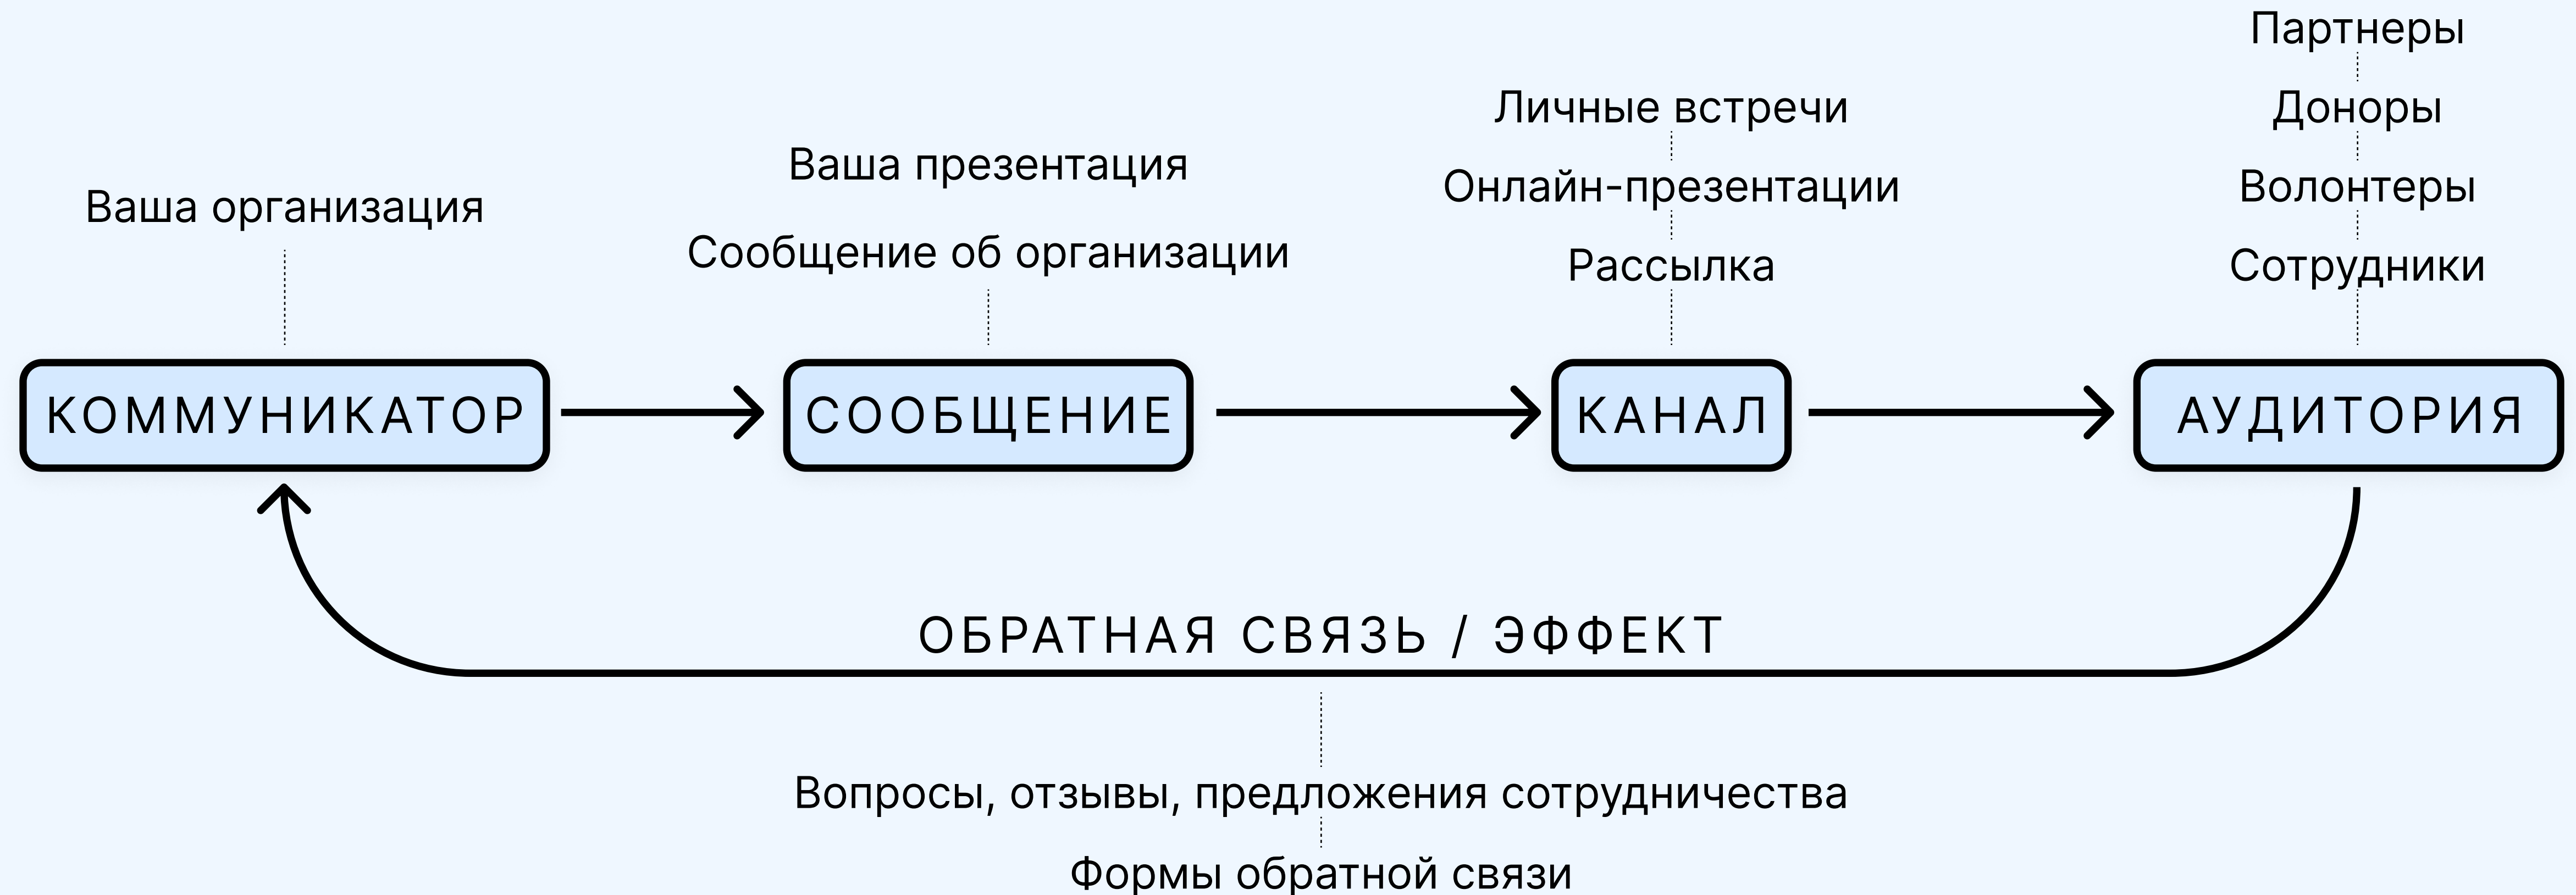 Партнеры
Личные встречи
Доноры
Ваша презентация
Онлайн-презентации
Волонтеры
Ваша организация
Сообщение об организации
Рассылка
Сотрудники
КОММУНИКАТОР
СООБЩЕНИЕ
КАНАЛ
АУДИТОРИЯ
ОБРАТНАЯ СВЯЗЬ / ЭФФЕКТ
Вопросы, отзывы, предложения сотрудничества
Формы обратной связи